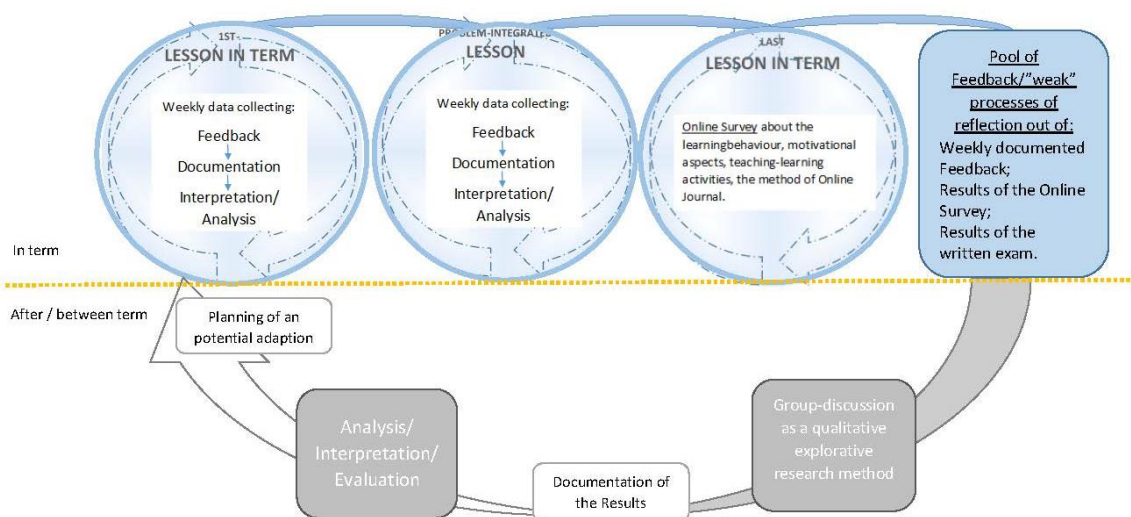 1ST
LESSON IN TERM
Weekly data collecting:
Feedback
Documentation
Interpretation/
Analysis
PROBLEM-INTEGRATED
LESSON
Weekly data collecting:
Feedback
Documentation
Interpretation/
Analysis
LAST
LESSON IN TERM
Online Survey about the
learningbehaviour, motivational
aspects, teaching-learning
activities, the method of Online
Journal.
Pool of
Feedback/"weak"
processes of
reflection out of:
Weekly documented
Feedback;
Results of the Online
Survey;
Results of the
written exam.
In term
After / between term
Planning of an
potential adaption
Analysis/
Interpretation/
Evaluation
Documentation of
the Results
Group-discussion
as a qualitative
explorative
research method